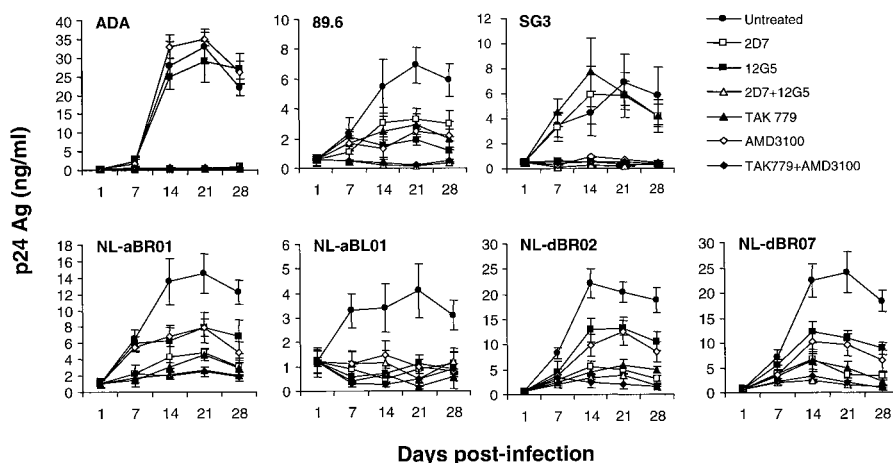 ADA
40
35
30
25
20
15
10
5
0
1 7 14 21 28
89.6
10
8
6
4
2
0
1 7 14 21 28
SG3
12
10
8
6
4
2
0
1 7 14 21 28
Untreated
2D7
12G5
2D7+12G5
TAK 779
AMD3100
TAK779+AMD3100
p24 Ag (ng/ml)
NL-aBR01
18
16
14
12
10
8
6
4
2
0
1 7 14 21 28
NL-aBL01
6
5
4
3
2
1
0
1 7 14 21 28
NL-dBR02
30
25
20
15
10
5
0
1 7 14 21 28
NL-dBR07
30
25
20
15
10
5
0
1 7 14 21 28
Days post-infection